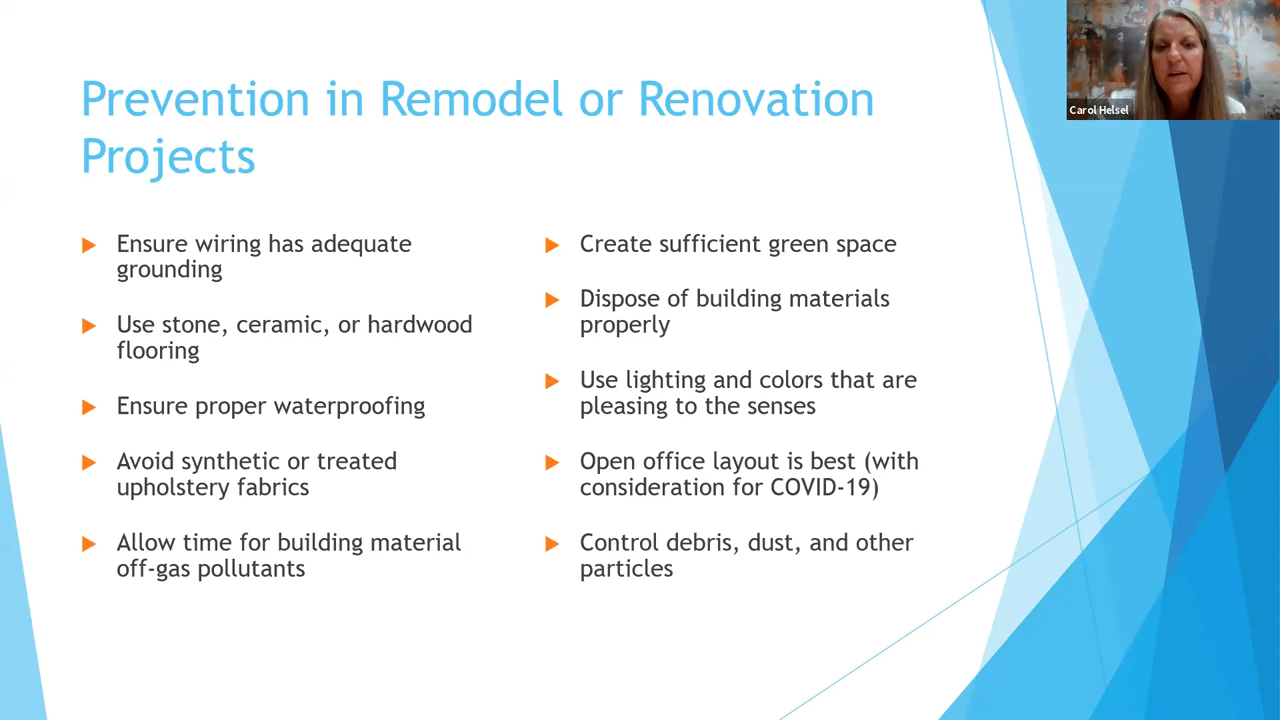 Prevention in Remodel or Renovation
Projects
Ensure wiring has adequate
grounding
Use stone, ceramic, or hardwood
flooring
Ensure proper waterproofing
Avoid synthetic or treated
upholstery fabrics
Allow time for building material
off-gas pollutants
Create sufficient green space
Dispose of building materials
properly
Use lighting and colors that are
pleasing to the senses
Open office layout is best (with
consideration for COVID-19)
Control debris, dust, and other
particles
Carol Helsel